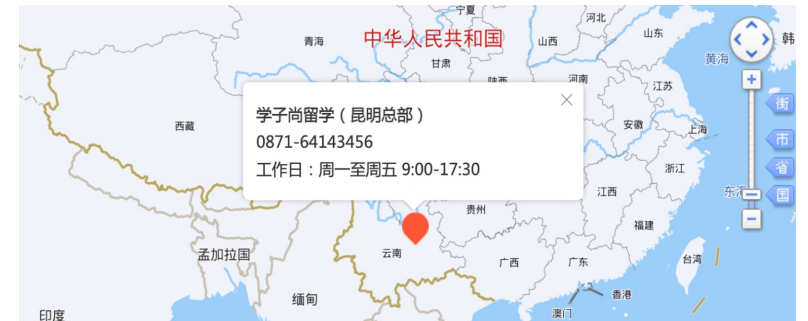 宁夏
河北
青海
中华人民共和国
山西
山东
韩
黄海
甘肃
陕西
河南
江苏
街
学子尚留学（昆明总部）
西藏
安徽
上海
0871-64143456
市
工作日：周一至周五 9:00-17:30
浙江
省
江西
东海
国
贵州
福建
孟加拉国
云南
广西
广东
台湾
缅甸
香港
印度
澳门